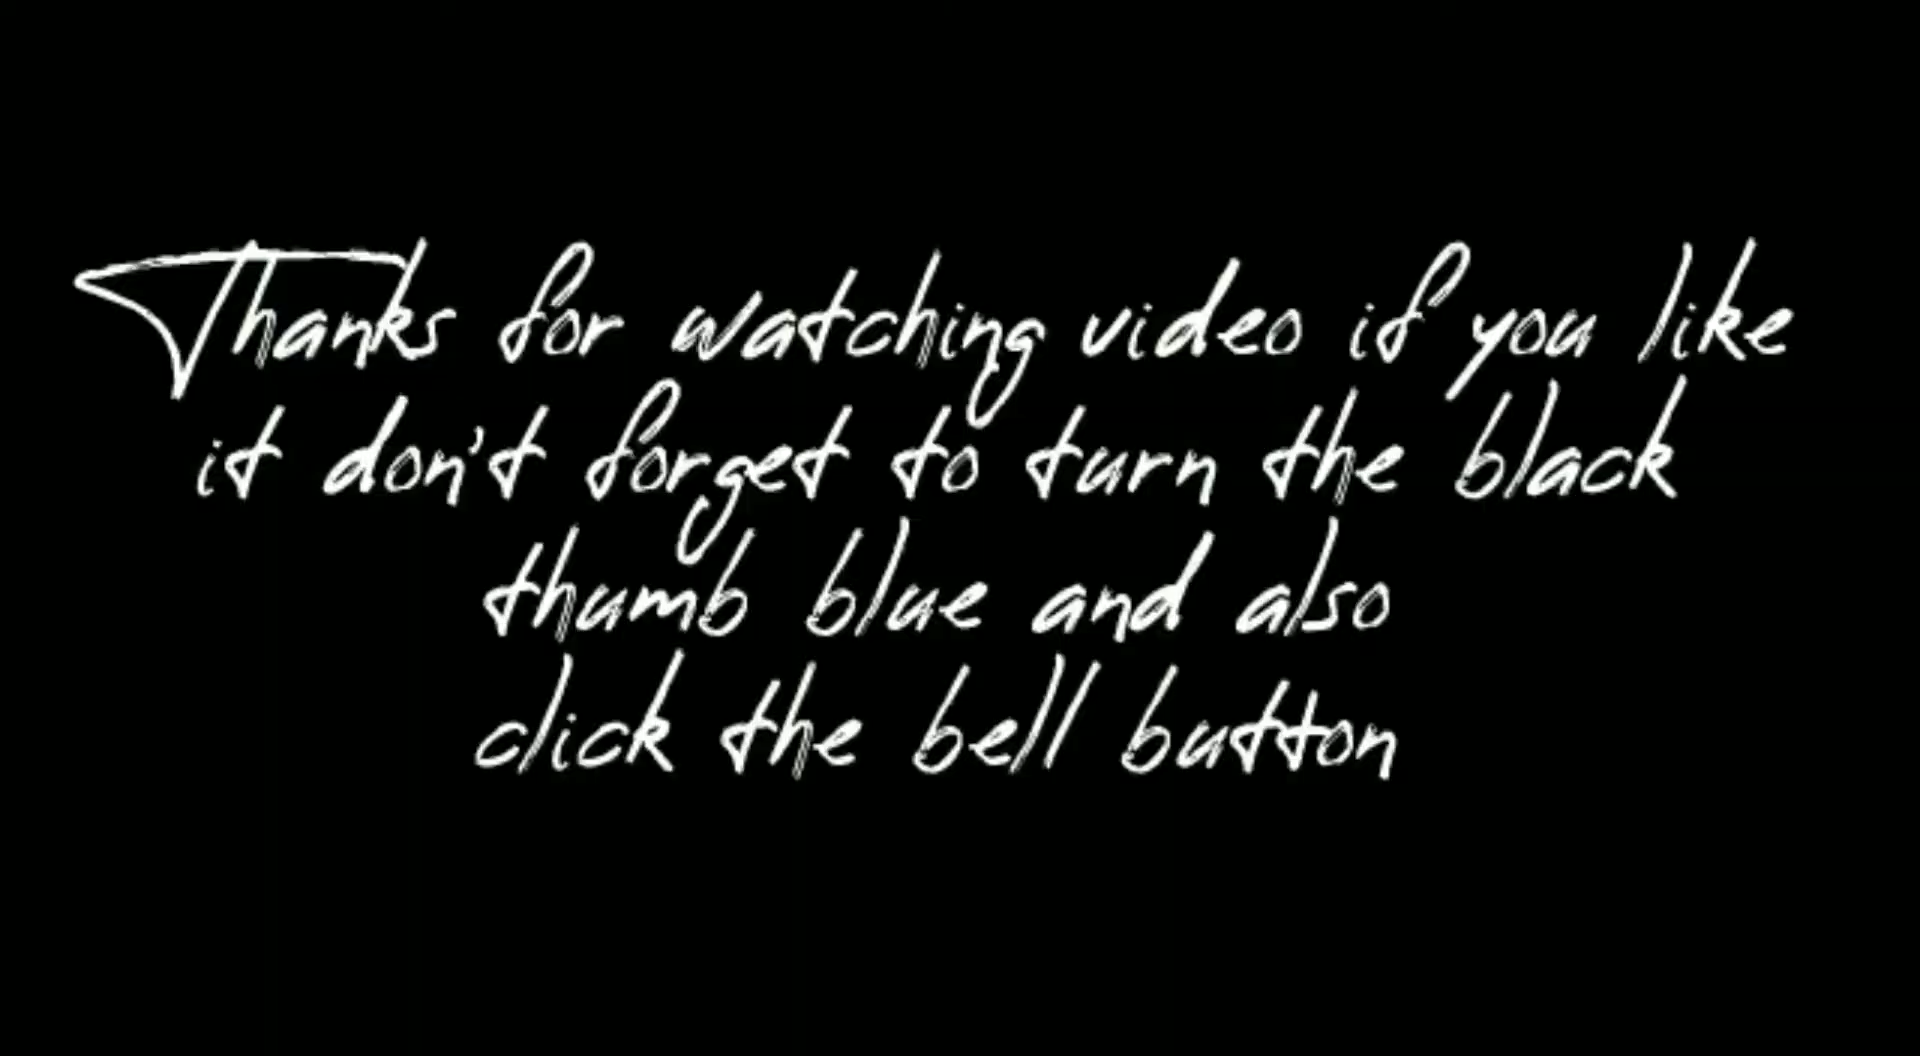 Thanks for watching video if you like
it don't forget to turn the black
thumb blue and also
click the bell button